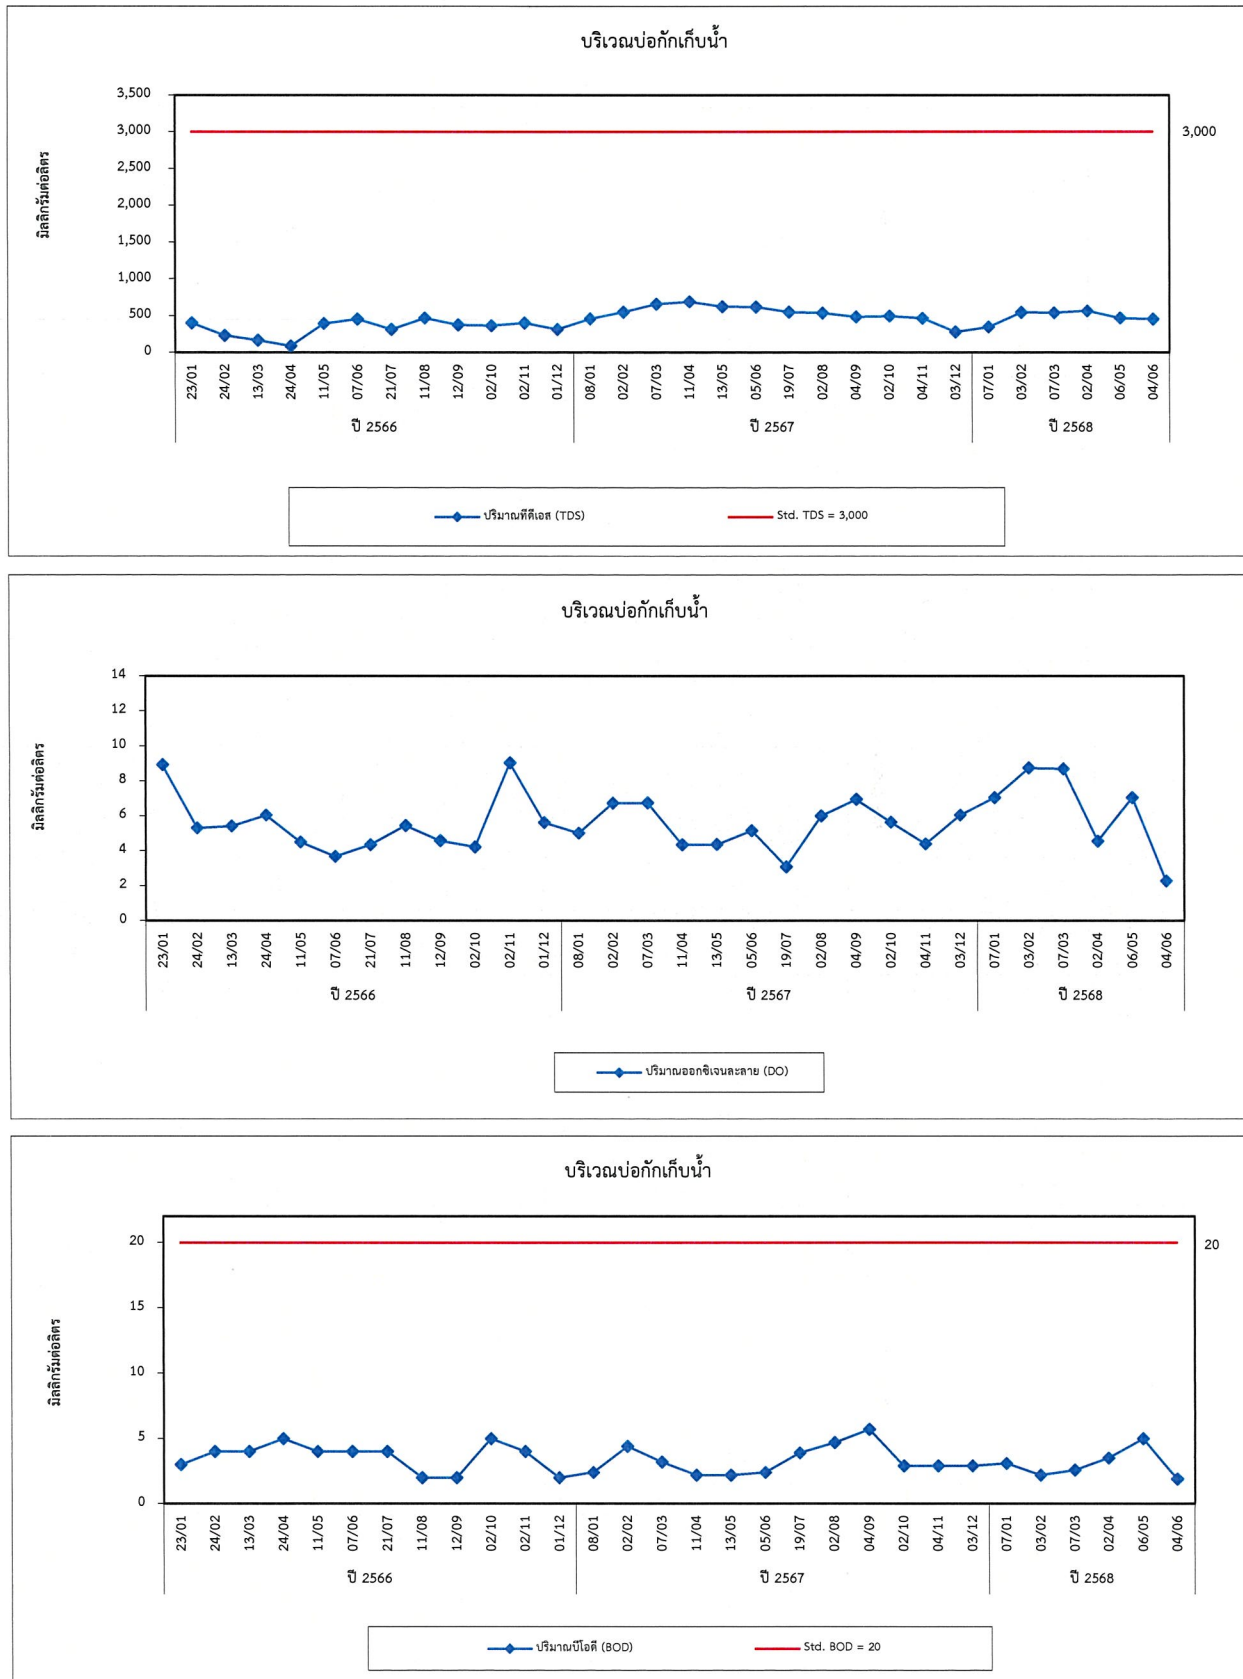 บริเวณบ่อกักเก็บน้ำ
มิลลิกรัมต่อลิตร
3,500
3,000
2,500
2,000
1,500
1,000
500
0
3,000
23/01 24/02 13/03 24/04 11/05 07/06 21/07 11/08 12/09 02/10 02/11 01/12 08/01 02/02 07/03 11/04 13/05 05/06 19/07 02/08 04/09 02/10 04/11 03/12 07/01 03/02 07/03 02/04 06/05 04/06
ปี 2566 ปี 2567 ปี 2568
ปริมาณทีดีเอส (TDS) Std. TDS = 3,000
บริเวณบ่อกักเก็บน้ำ
มิลลิกรัมต่อลิตร
14
12
10
8
6
4
2
0
23/01 24/02 13/03 24/04 11/05 07/06 21/07 11/08 12/09 02/10 02/11 01/12 08/01 02/02 07/03 11/04 13/05 05/06 19/07 02/08 04/09 02/10 04/11 03/12 07/01 03/02 07/03 02/04 06/05 04/06
ปี 2566 ปี 2567 ปี 2568
ปริมาณออกซิเจนละลาย (DO)
บริเวณบ่อกักเก็บน้ำ
มิลลิกรัมต่อลิตร
20
15
10
5
0
20
23/01 24/02 13/03 24/04 11/05 07/06 21/07 11/08 12/09 02/10 02/11 01/12 08/01 02/02 07/03 11/04 13/05 05/06 19/07 02/08 04/09 02/10 04/11 03/12 07/01 03/02 07/03 02/04 06/05 04/06
ปี 2566 ปี 2567 ปี 2568
ปริมาณบีโอดี (BOD) Std. BOD = 20